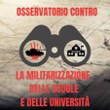 OSSERVATORIO CONTRO
LA MILITARIZZAZIONE
DELLE SCUOLE
E DELLE UNIVERSITÀ